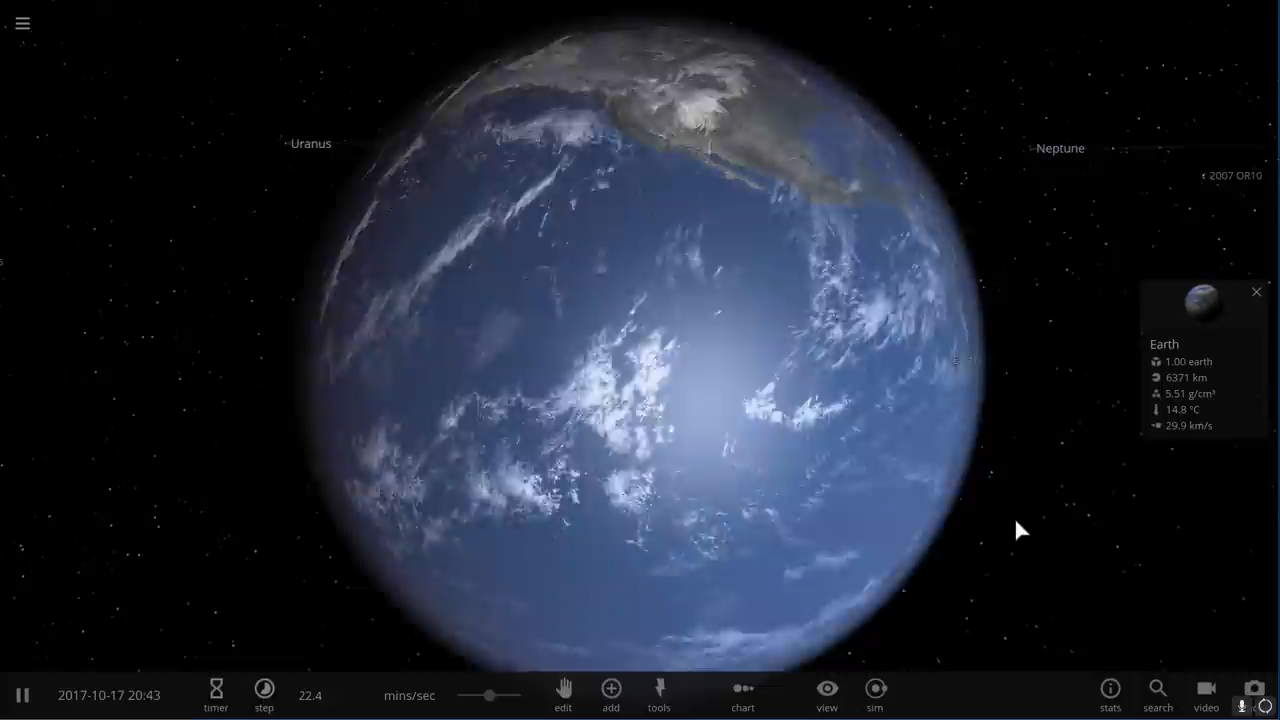 Uranus
Neptune
2007 OR10
Earth
1.00 earth
6371 km
5.51 g/cm³
14.8 °C
29.9 km/s
2017-10-17 20:43
timer
step
22.4
mins/sec
edit
add
tools
chart
view
sim
stats
search
video